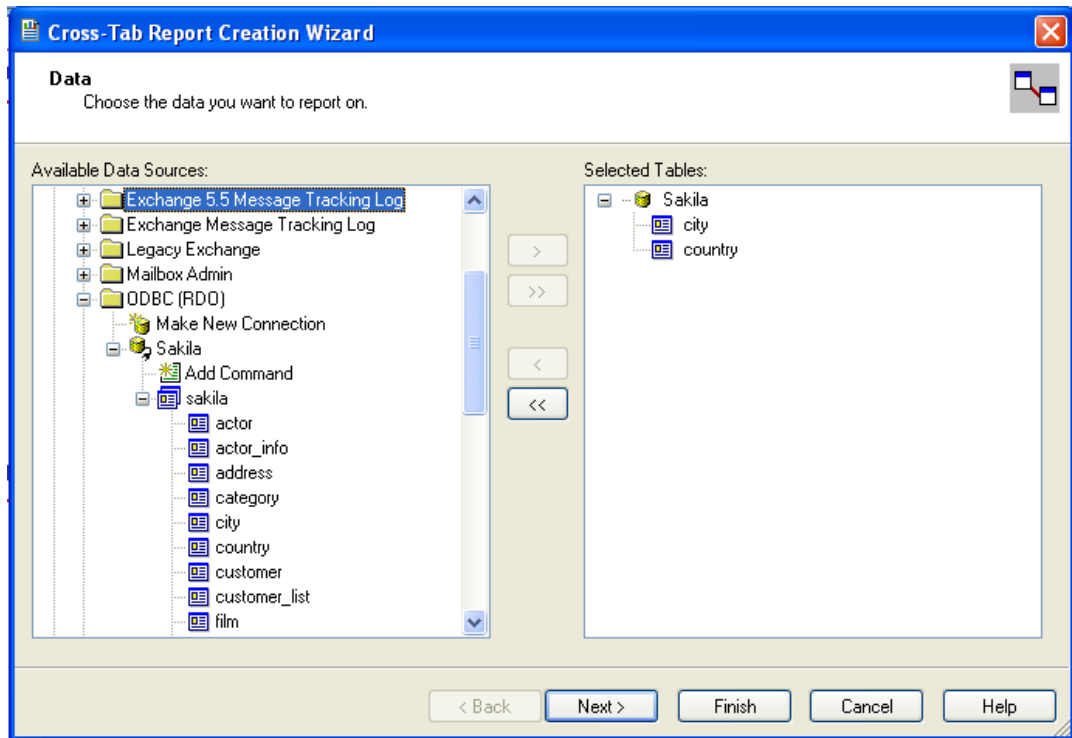 Cross-Tab Report Creation Wizard
Data
Choose the data you want to report on.
Available Data Sources:
Exchange 5.5 Message Tracking Log
Exchange Message Tracking Log
Legacy Exchange
Mailbox Admin
ODBC (RDO)
Make New Connection
Sakila
Add Command
sakila
actor
actor_info
address
category
city
country
customer
customer_list
film
>
>>
<
<<
Selected Tables:
Sakila
city
country
< Back
Next >
Finish
Cancel
Help